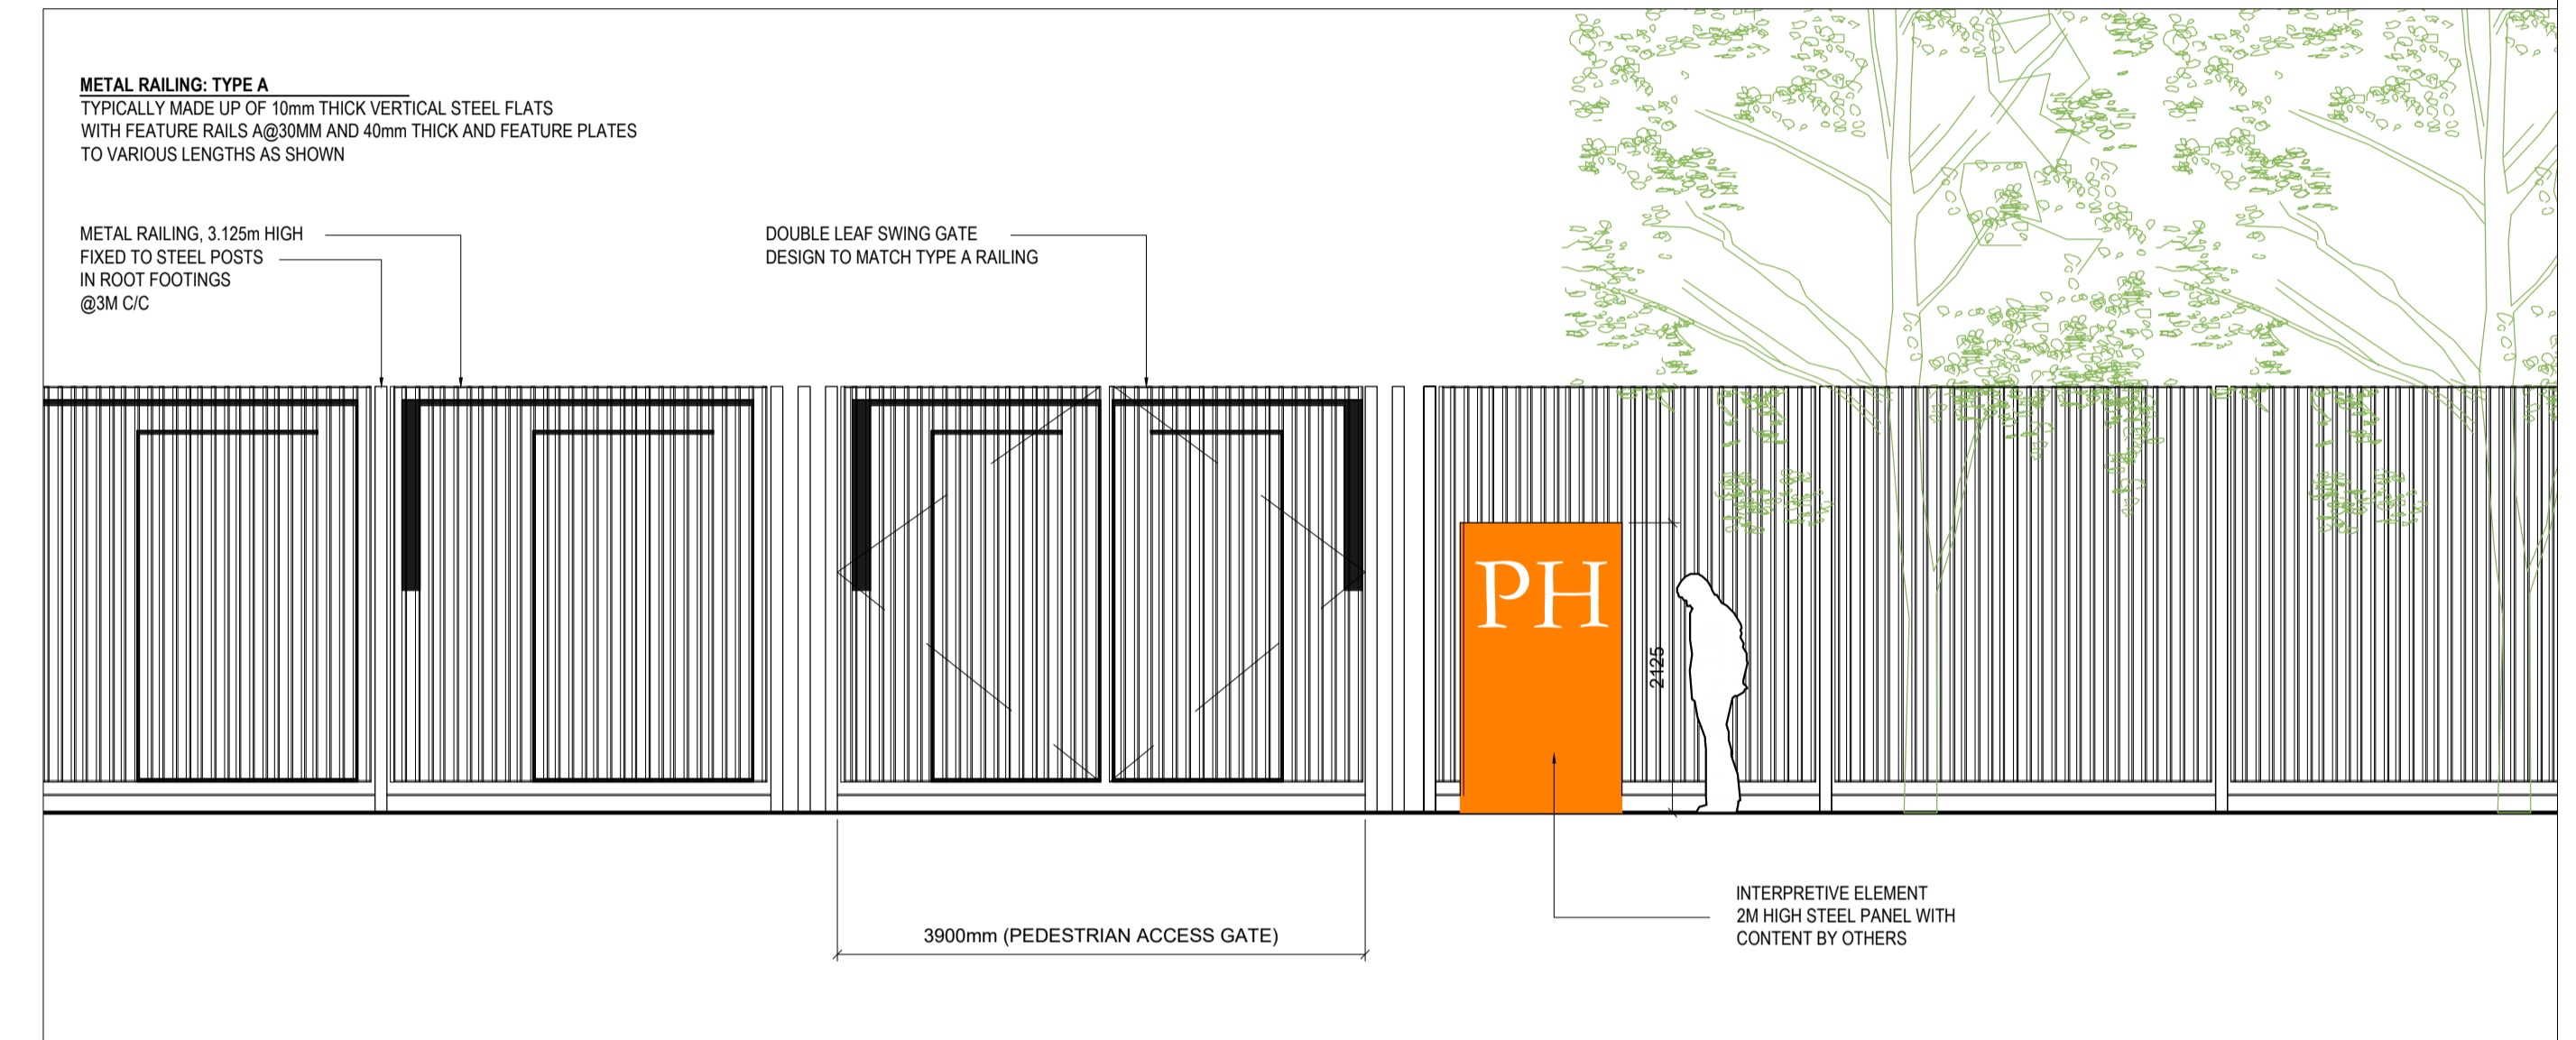 METAL RAILING: TYPE A
TYPICALLY MADE UP OF 10mm THICK VERTICAL STEEL FLATS
WITH FEATURE RAILS A@30MM AND 40mm THICK AND FEATURE PLATES
TO VARIOUS LENGTHS AS SHOWN
METAL RAILING, 3.125m HIGH
FIXED TO STEEL POSTS
IN ROOT FOOTINGS
@3M C/C
DOUBLE LEAF SWING GATE
DESIGN TO MATCH TYPE A RAILING
PH
2125
3900mm (PEDESTRIAN ACCESS GATE)
INTERPRETIVE ELEMENT
2M HIGH STEEL PANEL WITH
CONTENT BY OTHERS